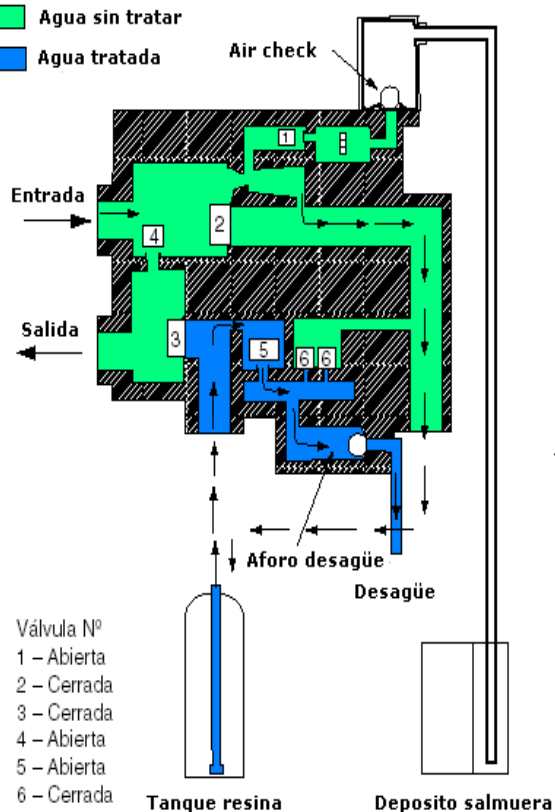 Agua sin tratar
Agua tratada
Air check
1
Entrada
2
4
Salida
3
5
6 6
Aforo desagüe
Desagüe
Válvula Nº
1 – Abierta
2 – Cerrada
3 – Cerrada
4 – Abierta
5 – Abierta
6 – Cerrada
Tanque resina
Deposito salmuera